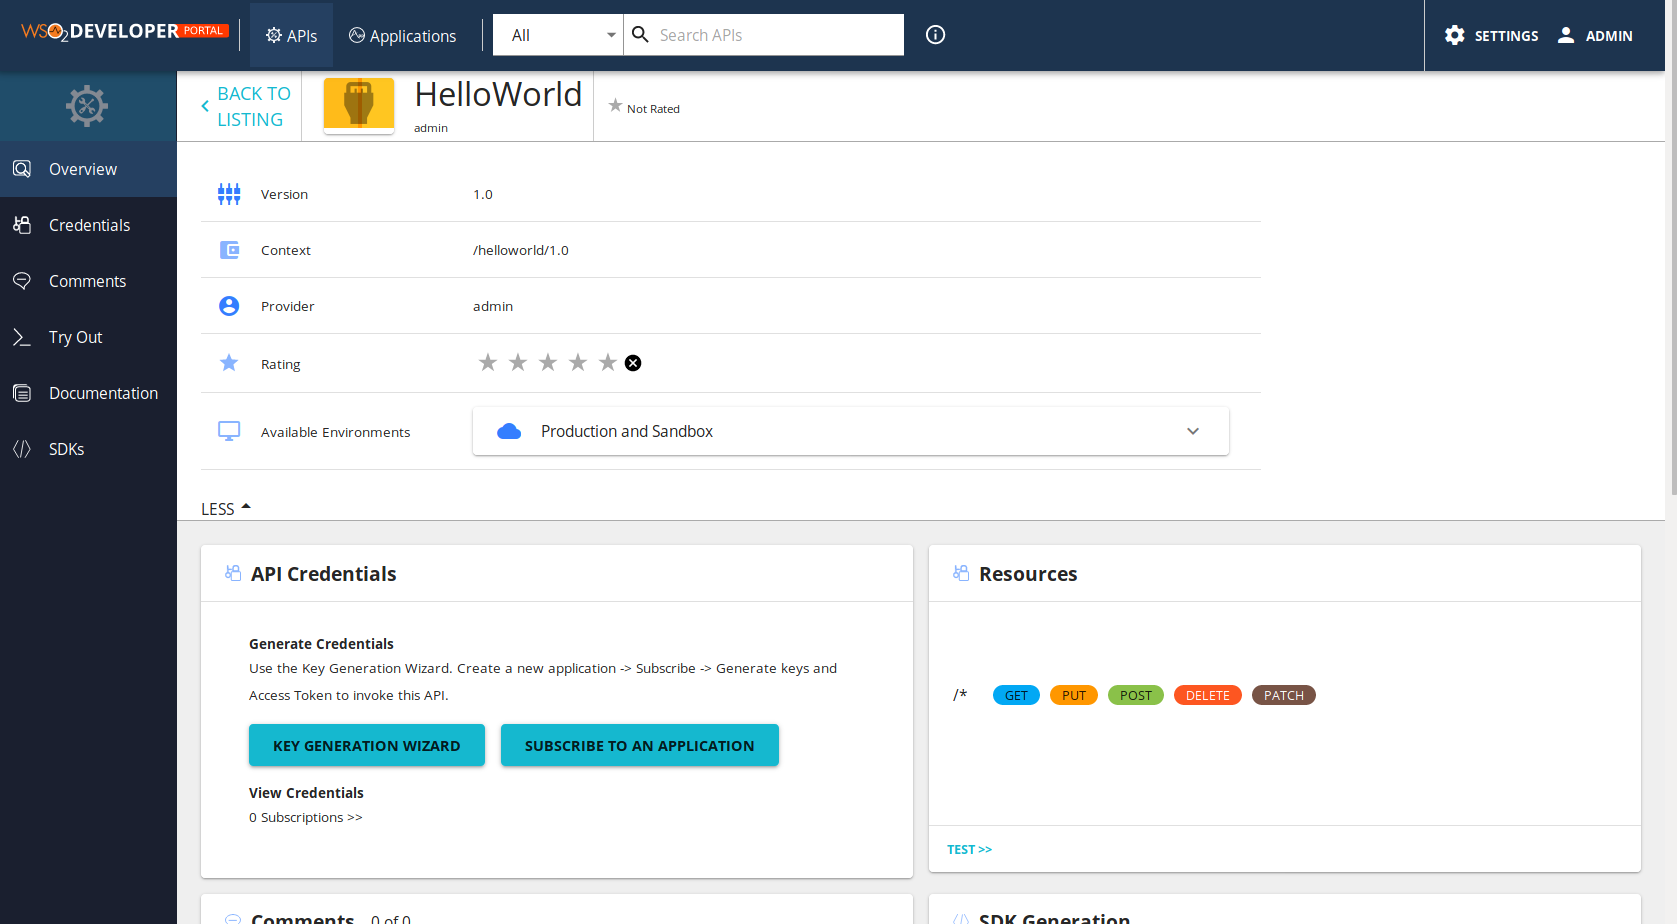 WSO2 DEVELOPER PORTAL
APIs
Applications
All
Search APIs
SETTINGS
ADMIN
BACK TO
LISTING
HelloWorld
admin
Not Rated
Overview
Credentials
Comments
Try Out
Documentation
SDKs
Version 1.0
Context /helloworld/1.0
Provider admin
Rating
Available Environments Production and Sandbox
LESS
API Credentials
Generate Credentials
Use the Key Generation Wizard. Create a new application -> Subscribe -> Generate keys and
Access Token to invoke this API.
KEY GENERATION WIZARD SUBSCRIBE TO AN APPLICATION
View Credentials
0 Subscriptions >>
Resources
/* GET PUT POST DELETE PATCH
TEST >>
Comments 0 of 0
SDK Generation